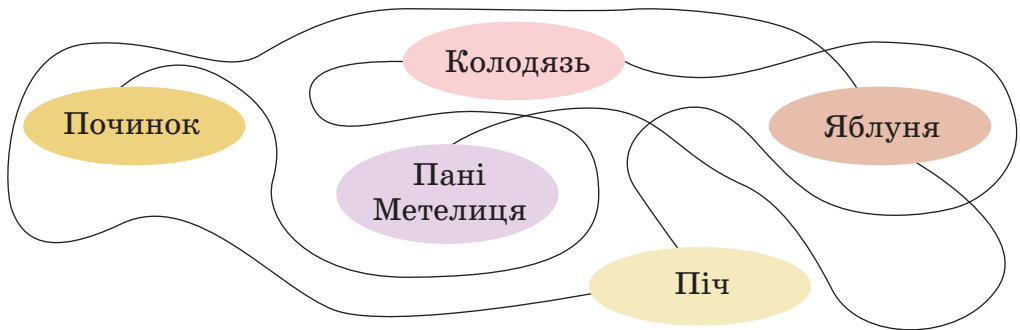 Колодязь
Починок
Яблуня
Пані
Метелиця
Піч